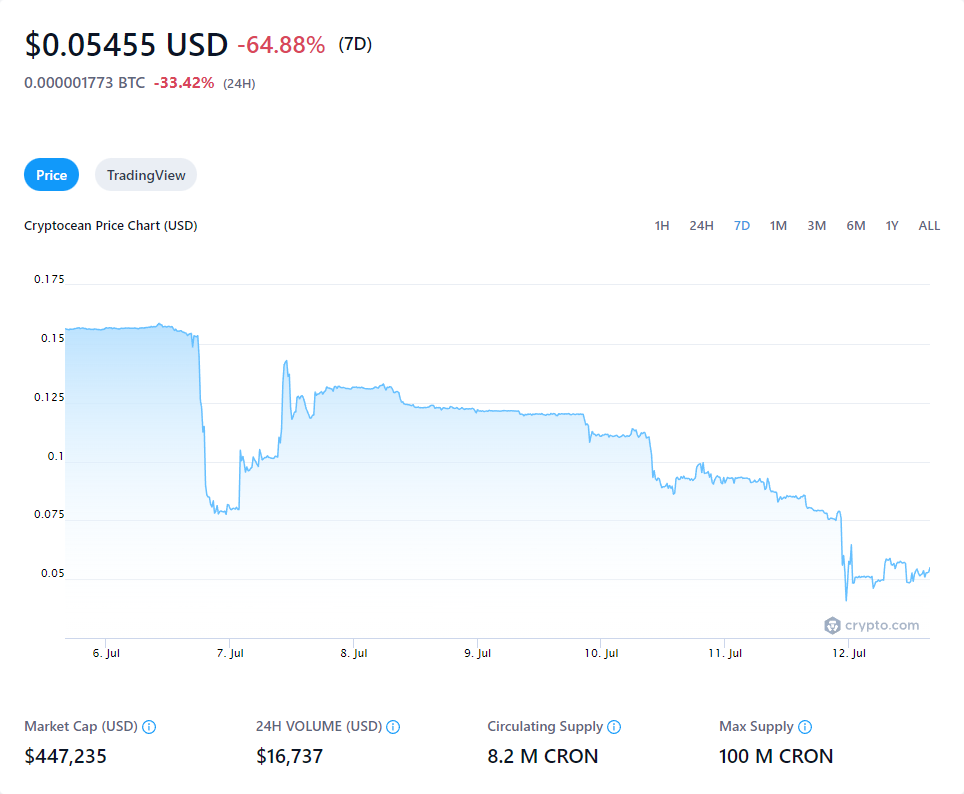 $0.05455 USD -64.88% (7D)
0.000001773 BTC -33.42% (24H)
Price TradingView
Cryptocean Price Chart (USD) 1H 24H 7D 1M 3M 6M 1Y ALL
0.175
0.15
0.125
0.1
0.075
0.05
crypto.com
6. Jul 7. Jul 8. Jul 9. Jul 10. Jul 11. Jul 12. Jul
Market Cap (USD) 24H VOLUME (USD) Circulating Supply Max Supply
$447,235 $16,737 8.2 M CRON 100 M CRON